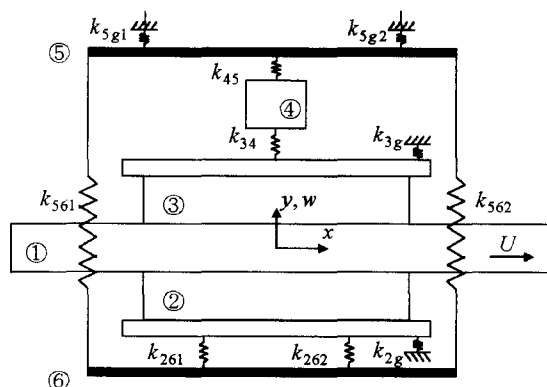 k5g1
k5g2
⑤
k45
④
k34
k3g
k561
③
y, w
k562
x
U
①
②
k261
k262
k2g
⑥